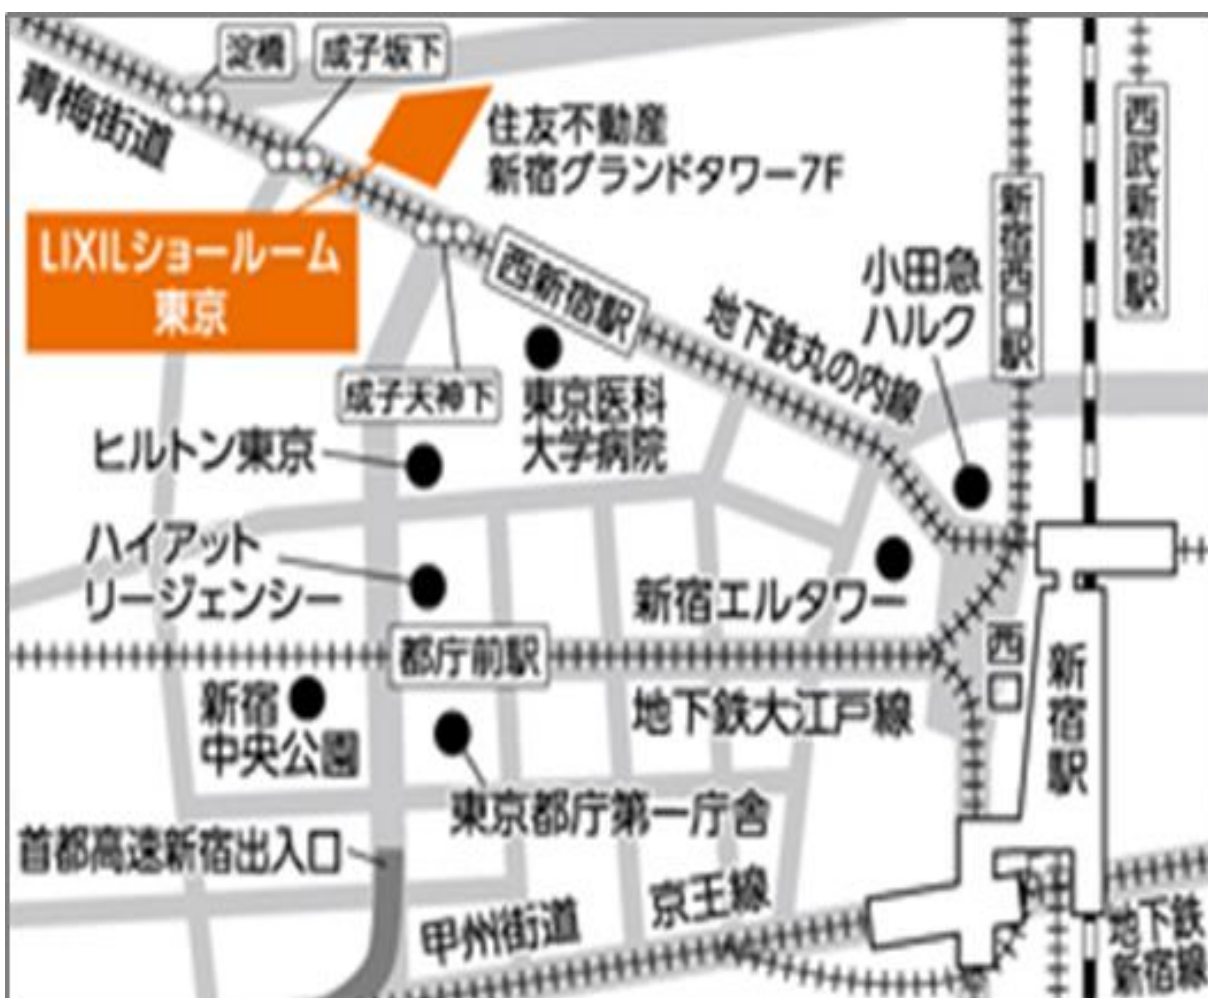 淀橋
成子坂下
青梅街道
住友不動産
新宿グランドタワー7F
LIXILショールーム
東京
西新宿駅
地下鉄丸の内線
小田急
ハルク
新宿西口駅
西武新宿駅
成子天神下
東京医科
大学病院
ヒルトン東京
ハイアット
リージェンシー
新宿エルタワー
都庁前駅
西口
新宿駅
新宿
中央公園
地下鉄大江戸線
東京都庁第一庁舎
首都高速新宿出入口
甲州街道
京王線
地下鉄
新宿線